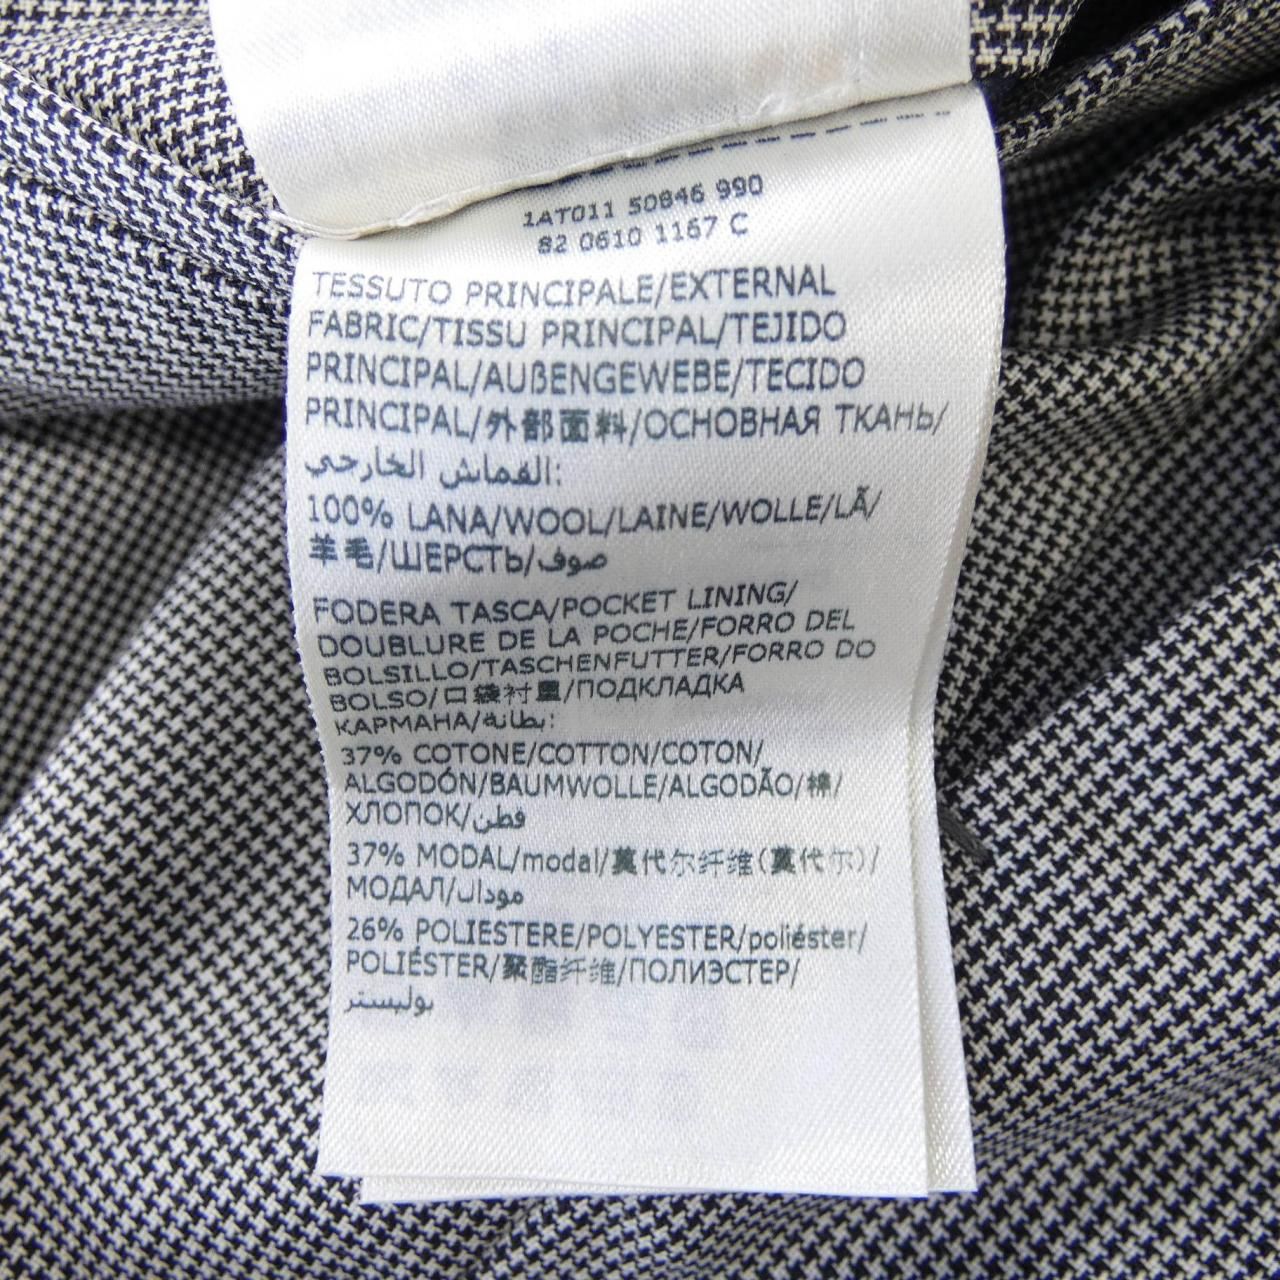 1AT011 50846 990
82 0610 1167 C
TESSUTO PRINCIPALE/EXTERNAL
FABRIC/TISSU PRINCIPAL/TEJIDO
PRINCIPAL/AUßENGEWEBE/TECIDO
PRINCIPAL/外部面料/ОСНОВНАЯ ТКАНЬ/
القماش الخارجي:
100% LANA/WOOL/LAINE/WOLLE/LÃ/
羊毛/ШЕРСТЬ/صوف
FODERA TASCA/POCKET LINING/
DOUBLURE DE LA POCHE/FORRO DEL
BOLSILLO/TASCHENFUTTER/FORRO DO
BOLSO/口袋衬里/ПОДКЛАДКА
КАРМАНА/بطانة:
37% COTONE/COTTON/COTON/
ALGODÓN/BAUMWOLLE/ALGODÃO/棉/
ХЛОПОК/قطن
37% MODAL/modal/莫代尔纤维(莫代尔)/
МОДАЛ/مودال
26% POLIESTERE/POLYESTER/poliéster/
POLIÉSTER/聚酯纤维/ПОЛИЭСТЕР/
بوليستر